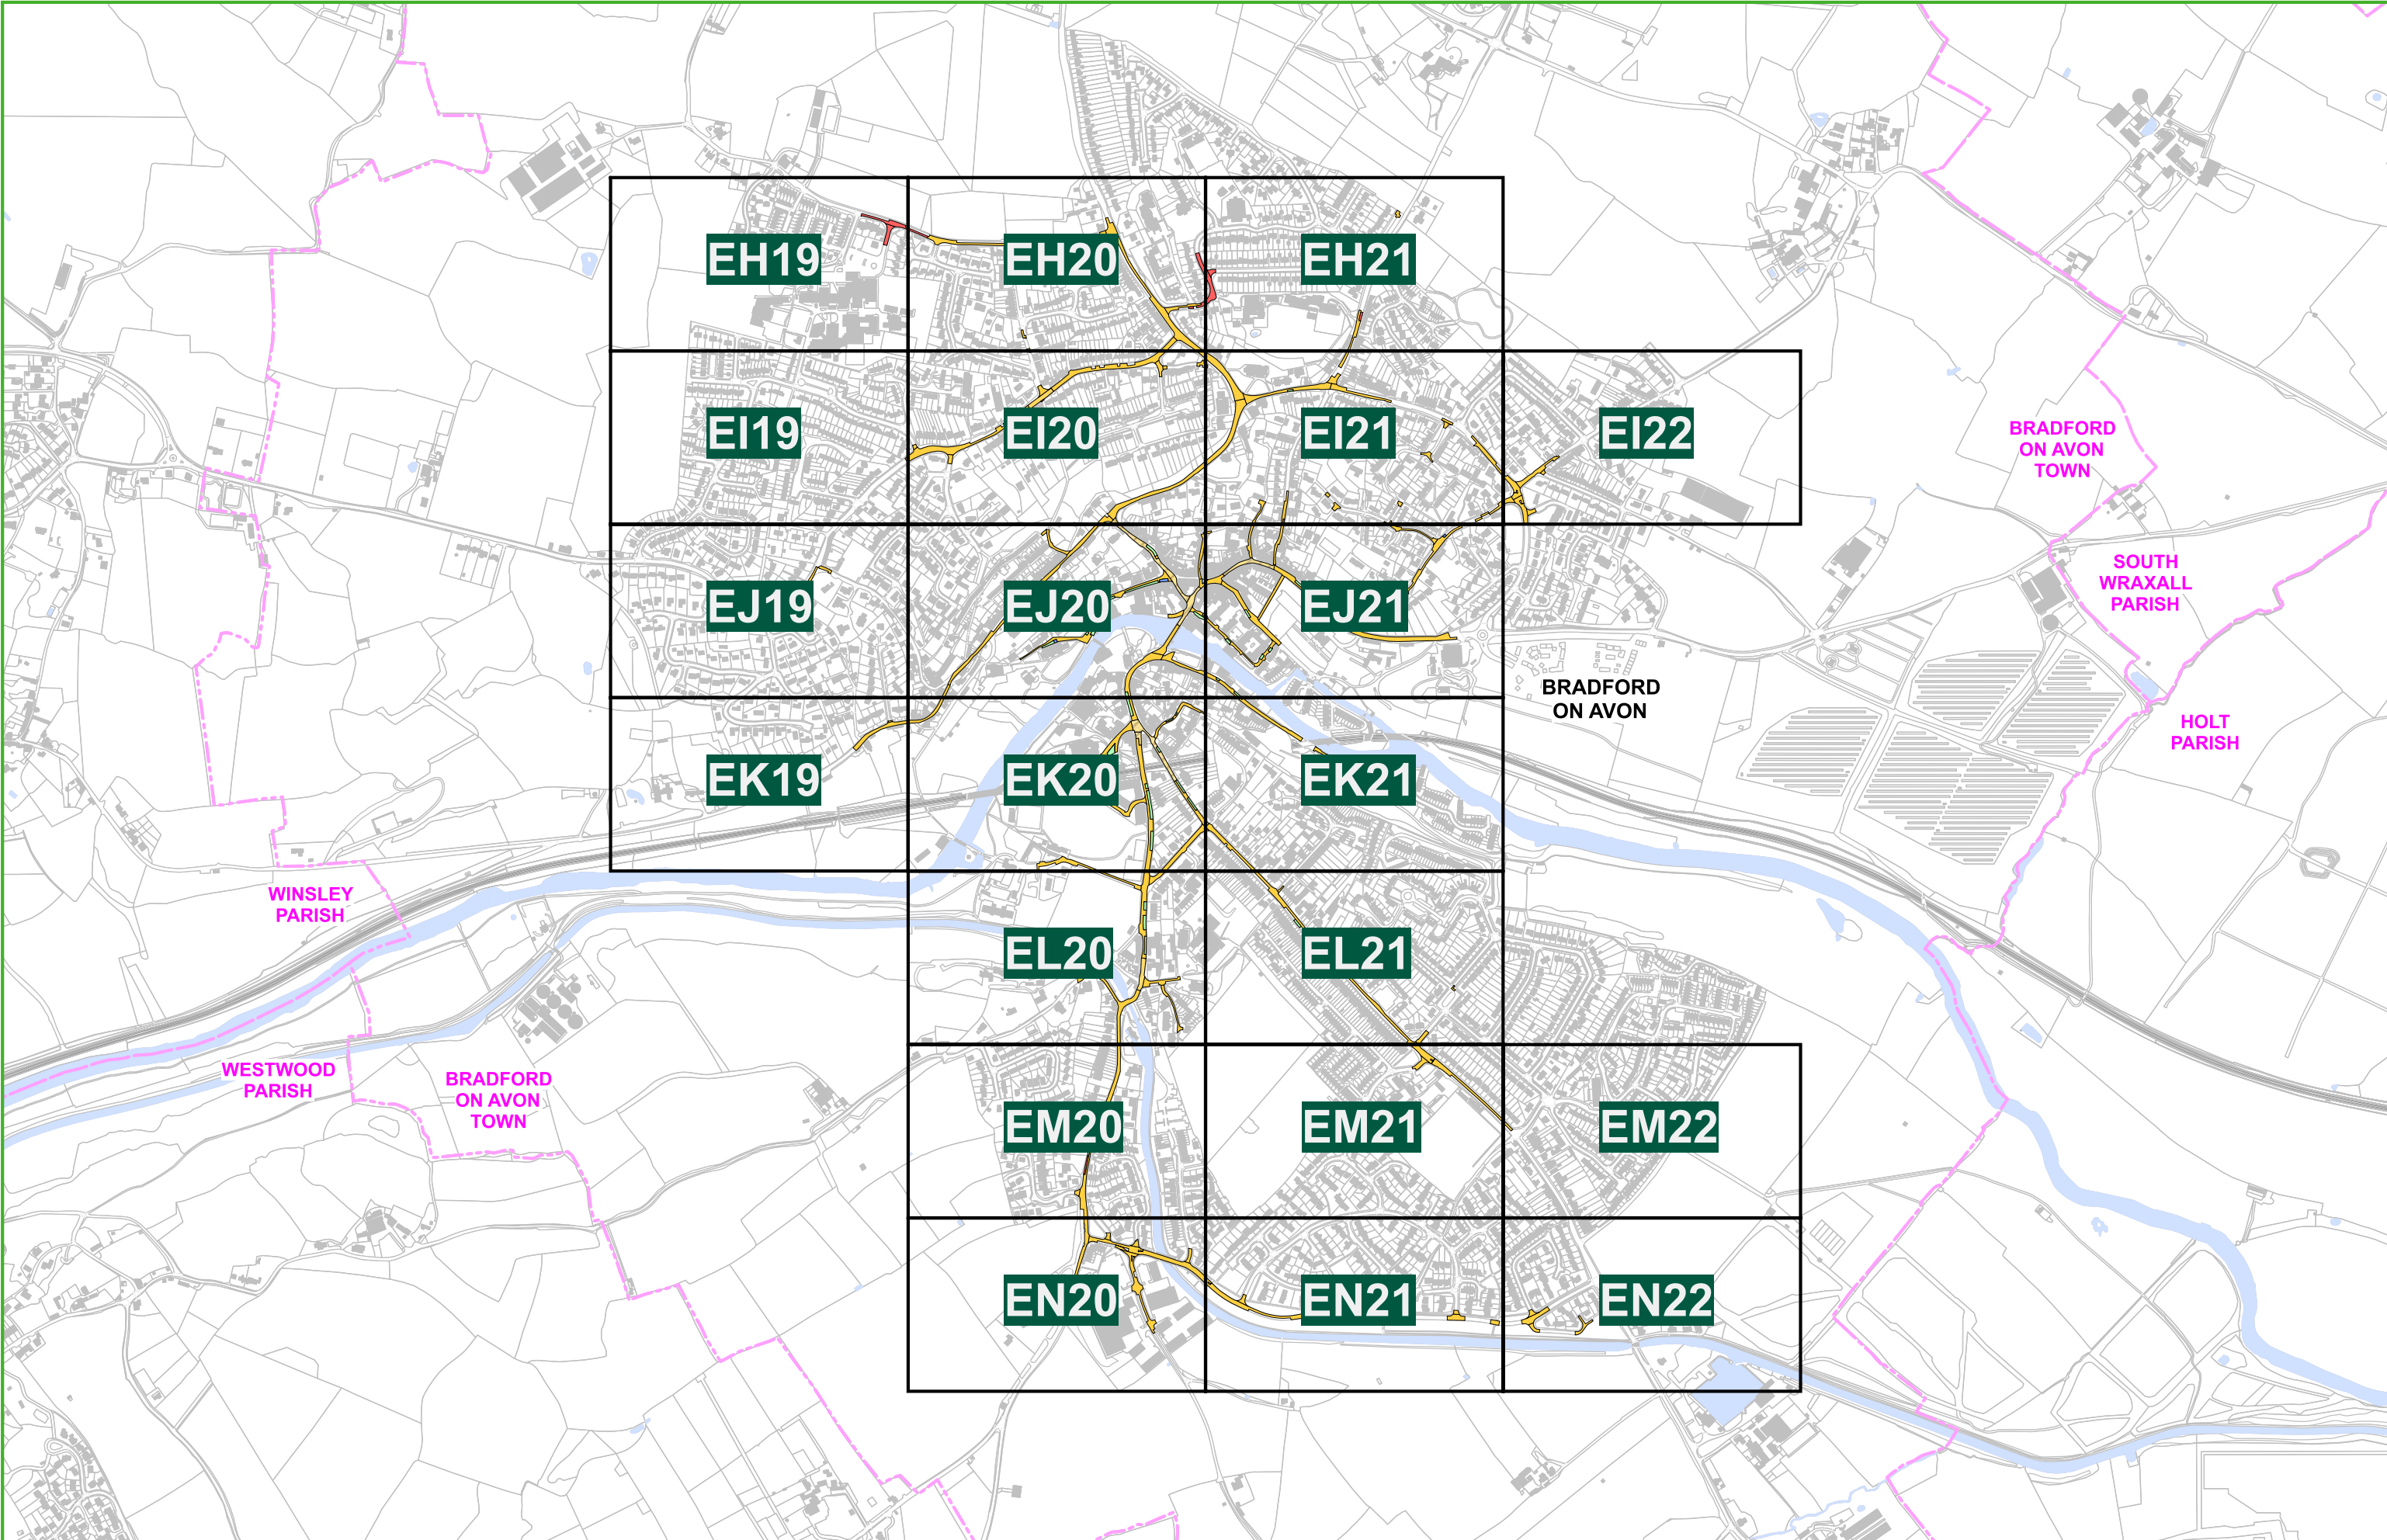 EH19
EH20
EH21
EI19
EI20
EI21
EI22
BRADFORD
ON AVON
TOWN
SOUTH
WRAXALL
PARISH
EJ19
EJ20
EJ21
BRADFORD
ON AVON
HOLT
PARISH
EK19
EK20
EK21
WINSLEY
PARISH
EL20
EL21
WESTWOOD
PARISH
BRADFORD
ON AVON
TOWN
EM20
EM21
EM22
EN20
EN21
EN22